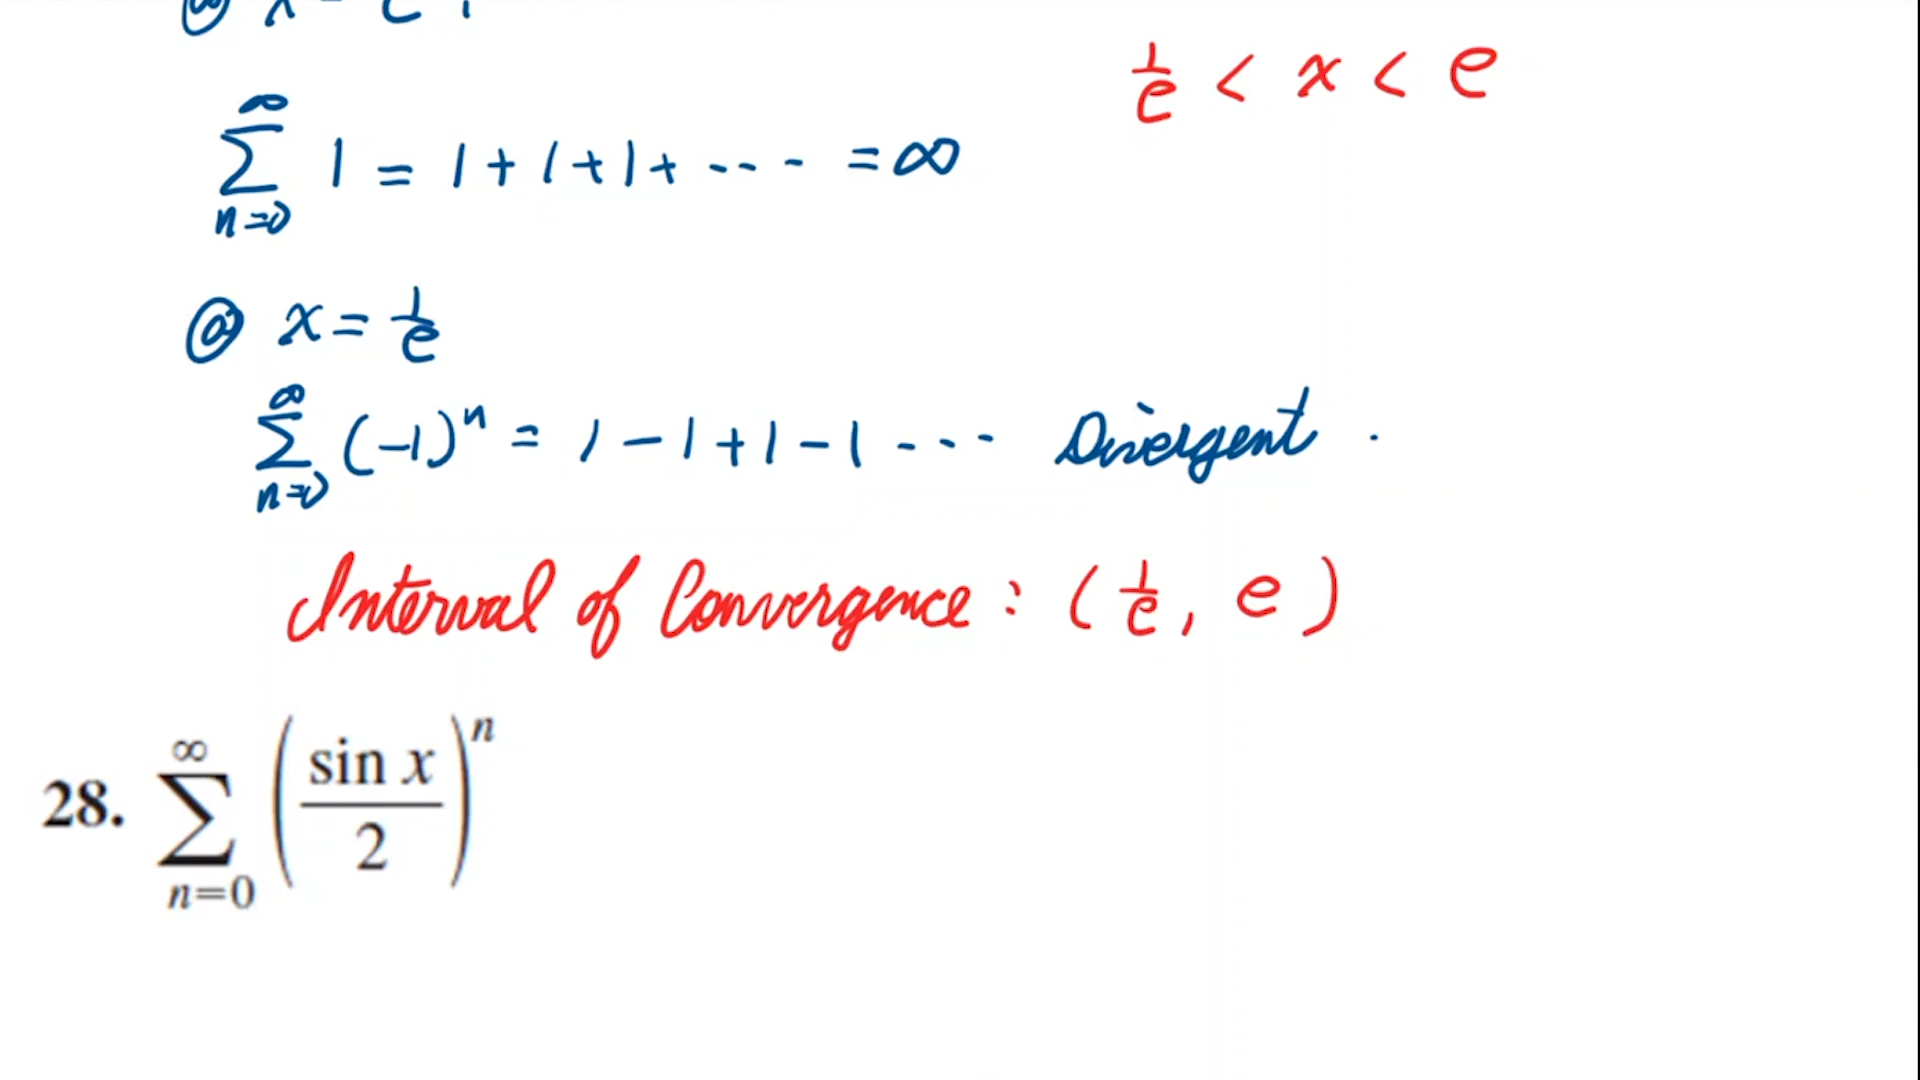 1/e < x < e
∑_{n=0}^{∞} 1 = 1 + 1 + 1 + ---- = ∞
@ x = 1/e
∑_{n=0}^{∞} (-1)^n = 1 - 1 + 1 - 1 --- Divergent .
Interval of Convergence : ( 1/e , e )
28. ∑_{n=0}^{∞} (sin x / 2)^n